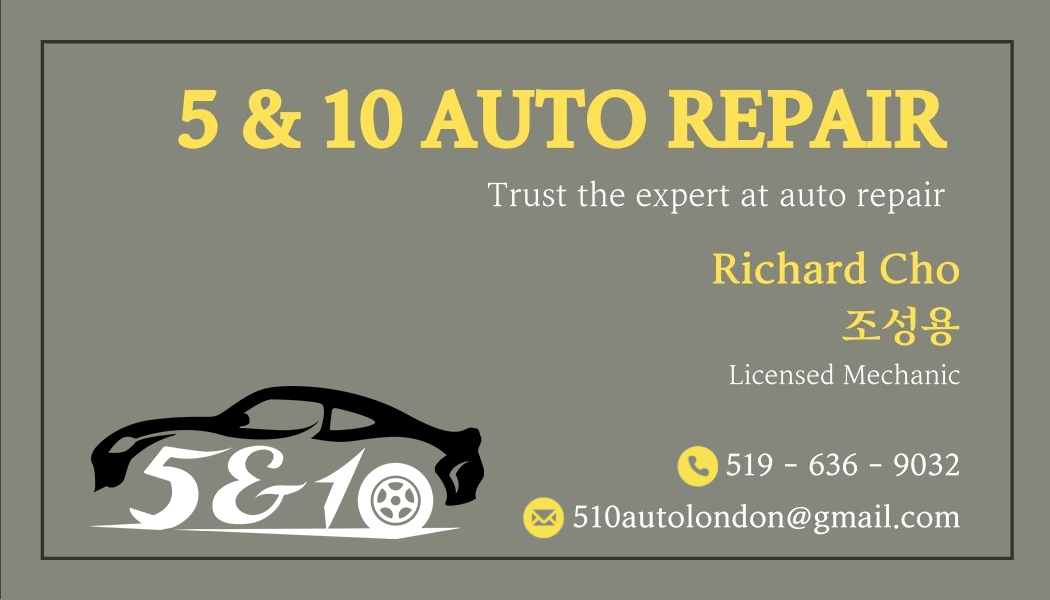 5 & 10 AUTO REPAIR
Trust the expert at auto repair
Richard Cho
조성용
Licensed Mechanic
5&10
519 - 636 - 9032
510autolondon@gmail.com